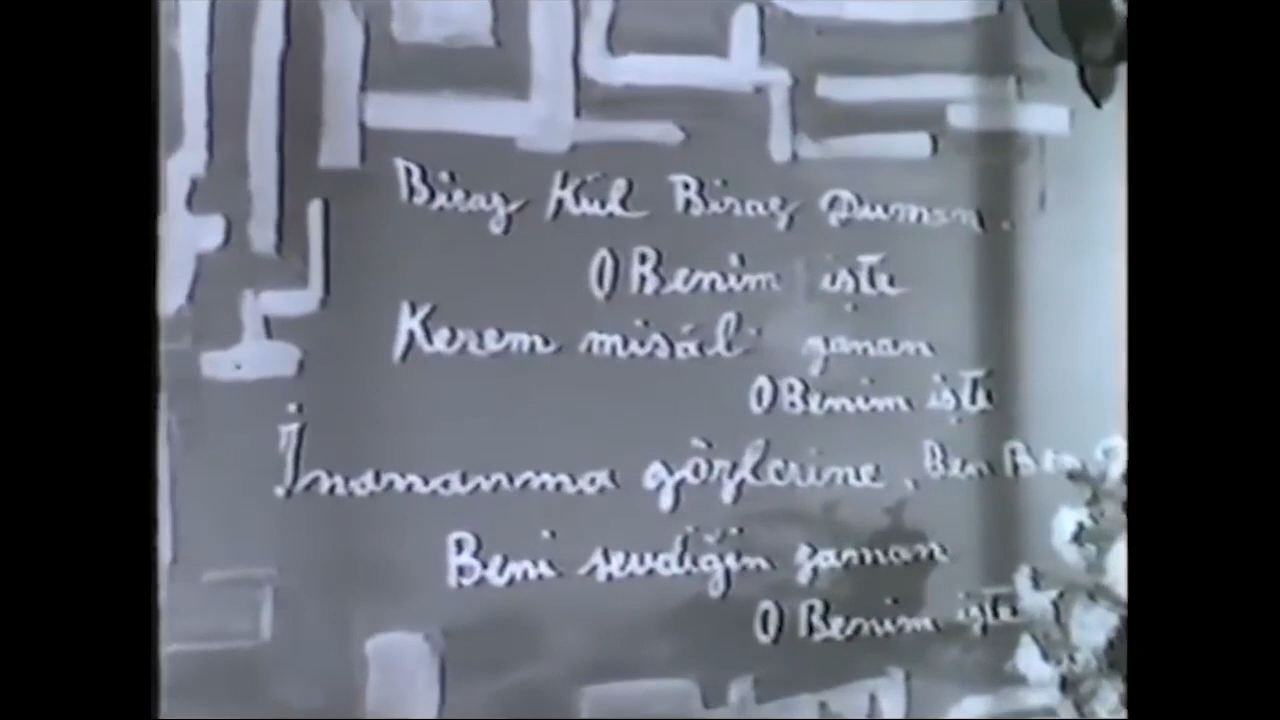 Biraz Kül Biraz Duman.
O Benim işte
Kerem misâli yanan
O Benim işte
İnanma gözlerine, Ben Ben
Beni sevdiğin zaman
O Benim işte